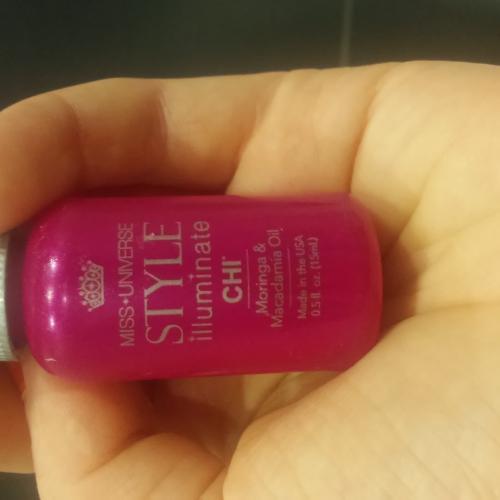 MISS+UNIVERSE
STYLE
illuminate
CHI
Moringa &
Macadamia Oil
Made in the USA
0.5 fl. oz. (15mL)